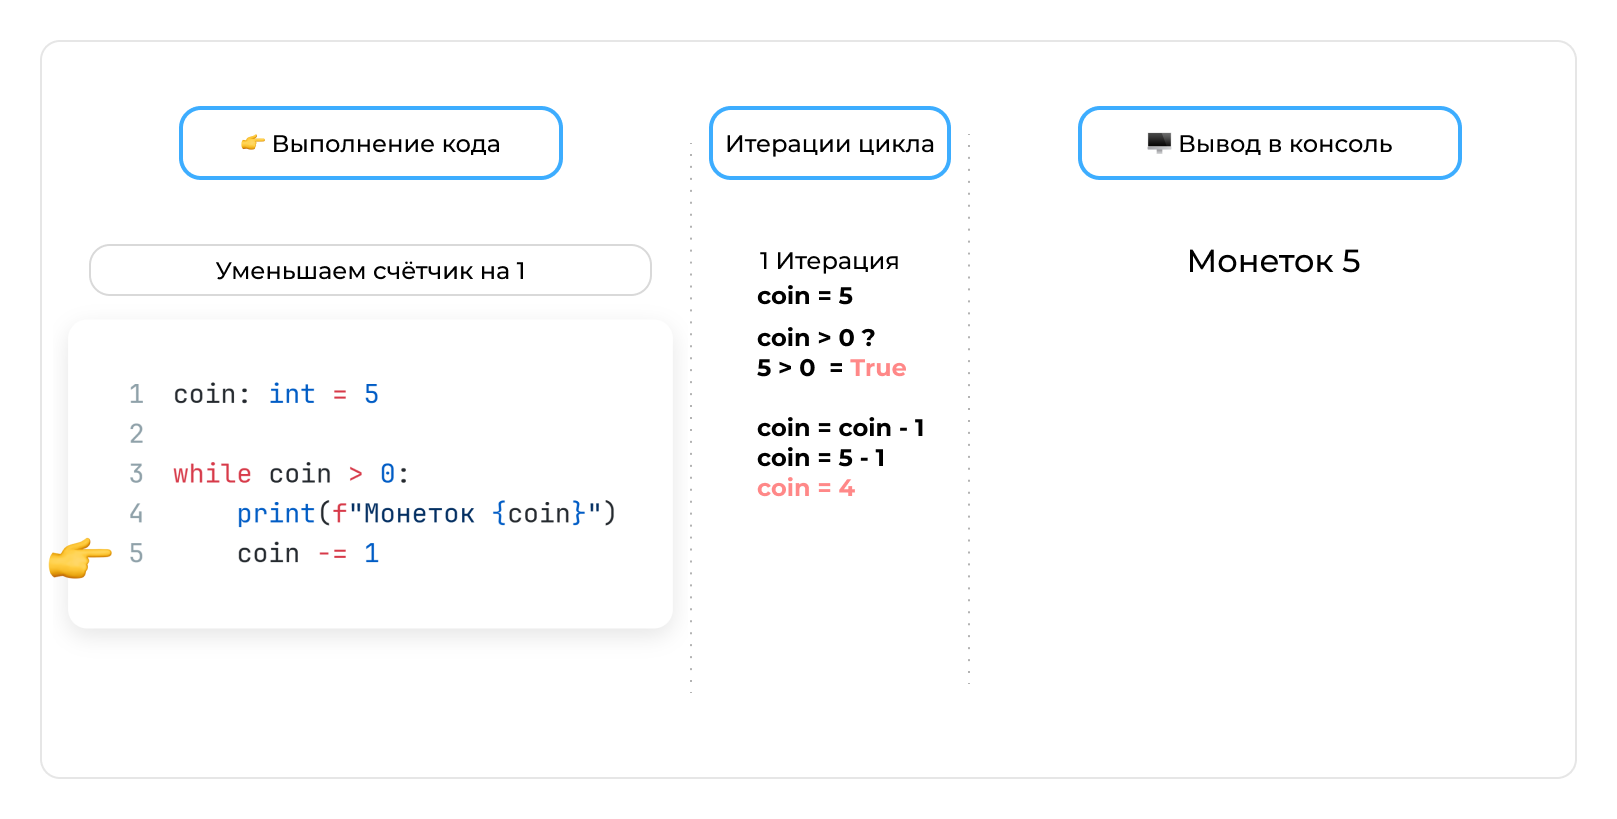 👉 Выполнение кода
Уменьшаем счётчик на 1
1 coin: int = 5
2
3 while coin > 0:
4     print(f"Монеток {coin}")
5     coin -= 1
Итерации цикла
1 Итерация
coin = 5
coin > 0 ?
5 > 0 = True
coin = coin - 1
coin = 5 - 1
coin = 4
🖥️ Вывод в консоль
Монеток 5